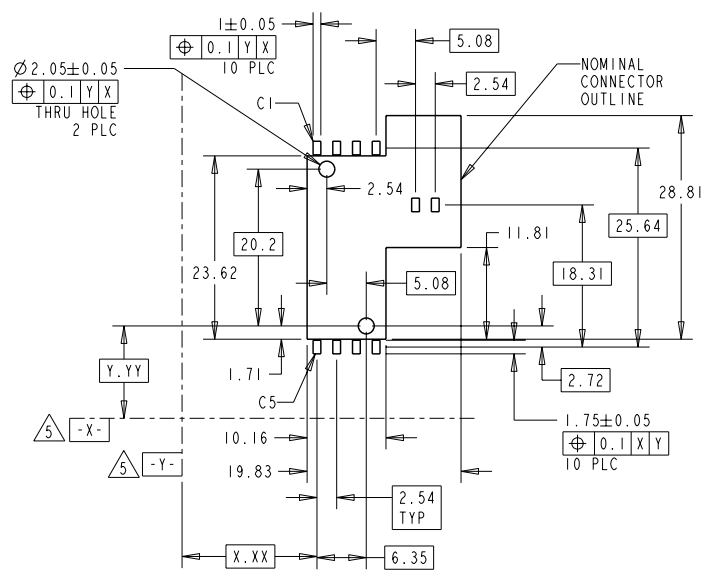 1±0.05
⌖ 0.1 Y X
10 PLC
5.08
2.54
NOMINAL
CONNECTOR
OUTLINE
Ø2.05±0.05
⌖ 0.1 Y X
THRU HOLE
2 PLC
C1
2.54
28.81
25.64
20.2
11.81
18.31
23.62
5.08
Y.YY
1.71
2.72
C5
1.75±0.05
⌖ 0.1 X Y
10 PLC
5
-X-
10.16
5
-Y-
19.83
2.54
TYP
X.XX
6.35